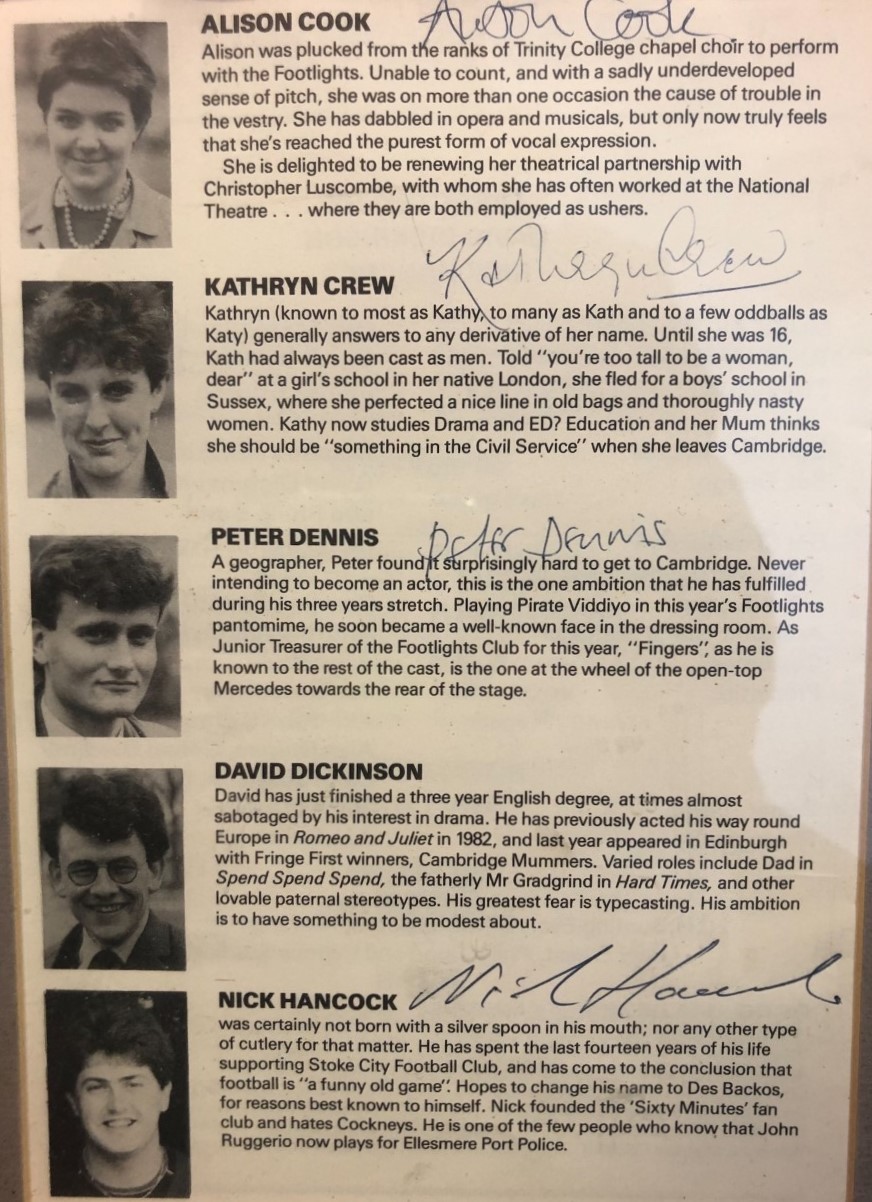 ALISON COOK
Alison Cook
Alison was plucked from the ranks of Trinity College chapel choir to perform
with the Footlights. Unable to count, and with a sadly underdeveloped
sense of pitch, she was on more than one occasion the cause of trouble in
the vestry. She has dabbled in opera and musicals, but only now truly feels
that she's reached the purest form of vocal expression.
She is delighted to be renewing her theatrical partnership with
Christopher Luscombe, with whom she has often worked at the National
Theatre . . . where they are both employed as ushers.
Kathryn Crew
KATHRYN CREW
Kathryn (known to most as Kathy, to many as Kath and to a few oddballs as
Katy) generally answers to any derivative of her name. Until she was 16,
Kath had always been cast as men. Told "you're too tall to be a woman,
dear" at a girl's school in her native London, she fled for a boys' school in
Sussex, where she perfected a nice line in old bags and thoroughly nasty
women. Kathy now studies Drama and ED? Education and her Mum thinks
she should be "something in the Civil Service" when she leaves Cambridge.
PETER DENNIS
Peter Dennis
A geographer, Peter found it surprisingly hard to get to Cambridge. Never
intending to become an actor, this is the one ambition that he has fulfilled
during his three years stretch. Playing Pirate Viddiyo in this year's Footlights
pantomime, he soon became a well-known face in the dressing room. As
Junior Treasurer of the Footlights Club for this year, "Fingers", as he is
known to the rest of the cast, is the one at the wheel of the open-top
Mercedes towards the rear of the stage.
DAVID DICKINSON
David has just finished a three year English degree, at times almost
sabotaged by his interest in drama. He has previously acted his way round
Europe in Romeo and Juliet in 1982, and last year appeared in Edinburgh
with Fringe First winners, Cambridge Mummers. Varied roles include Dad in
Spend Spend Spend, the fatherly Mr Gradgrind in Hard Times, and other
lovable paternal stereotypes. His greatest fear is typecasting. His ambition
is to have something to be modest about.
NICK HANCOCK
Nick Hancock
was certainly not born with a silver spoon in his mouth; nor any other type
of cutlery for that matter. He has spent the last fourteen years of his life
supporting Stoke City Football Club, and has come to the conclusion that
football is "a funny old game". Hopes to change his name to Des Backos,
for reasons best known to himself. Nick founded the 'Sixty Minutes' fan
club and hates Cockneys. He is one of the few people who know that John
Ruggerio now plays for Ellesmere Port Police.